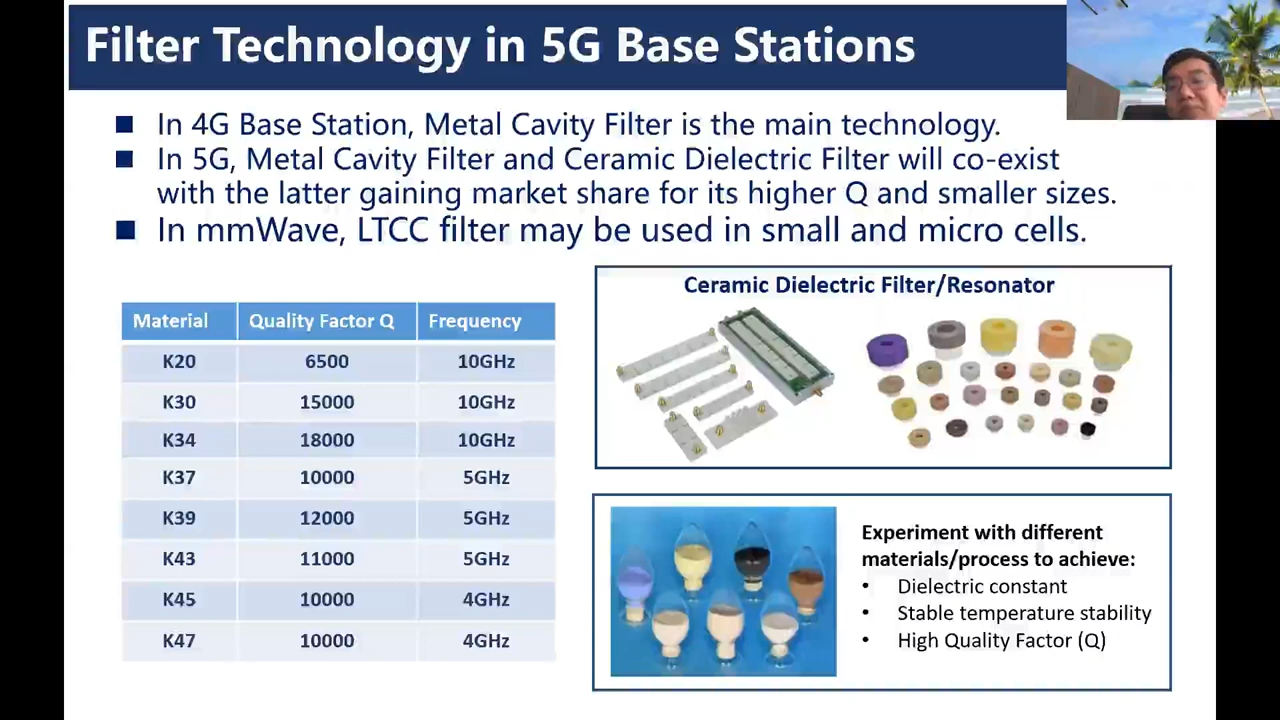 Filter Technology in 5G Base Stations
■ In 4G Base Station, Metal Cavity Filter is the main technology.
■ In 5G, Metal Cavity Filter and Ceramic Dielectric Filter will co-exist
with the latter gaining market share for its higher Q and smaller sizes.
■ In mmWave, LTCC filter may be used in small and micro cells.
Material Quality Factor Q Frequency
K20 6500 10GHz
K30 15000 10GHz
K34 18000 10GHz
K37 10000 5GHz
K39 12000 5GHz
K43 11000 5GHz
K45 10000 4GHz
K47 10000 4GHz
Ceramic Dielectric Filter/Resonator
Experiment with different
materials/process to achieve:
• Dielectric constant
• Stable temperature stability
• High Quality Factor (Q)